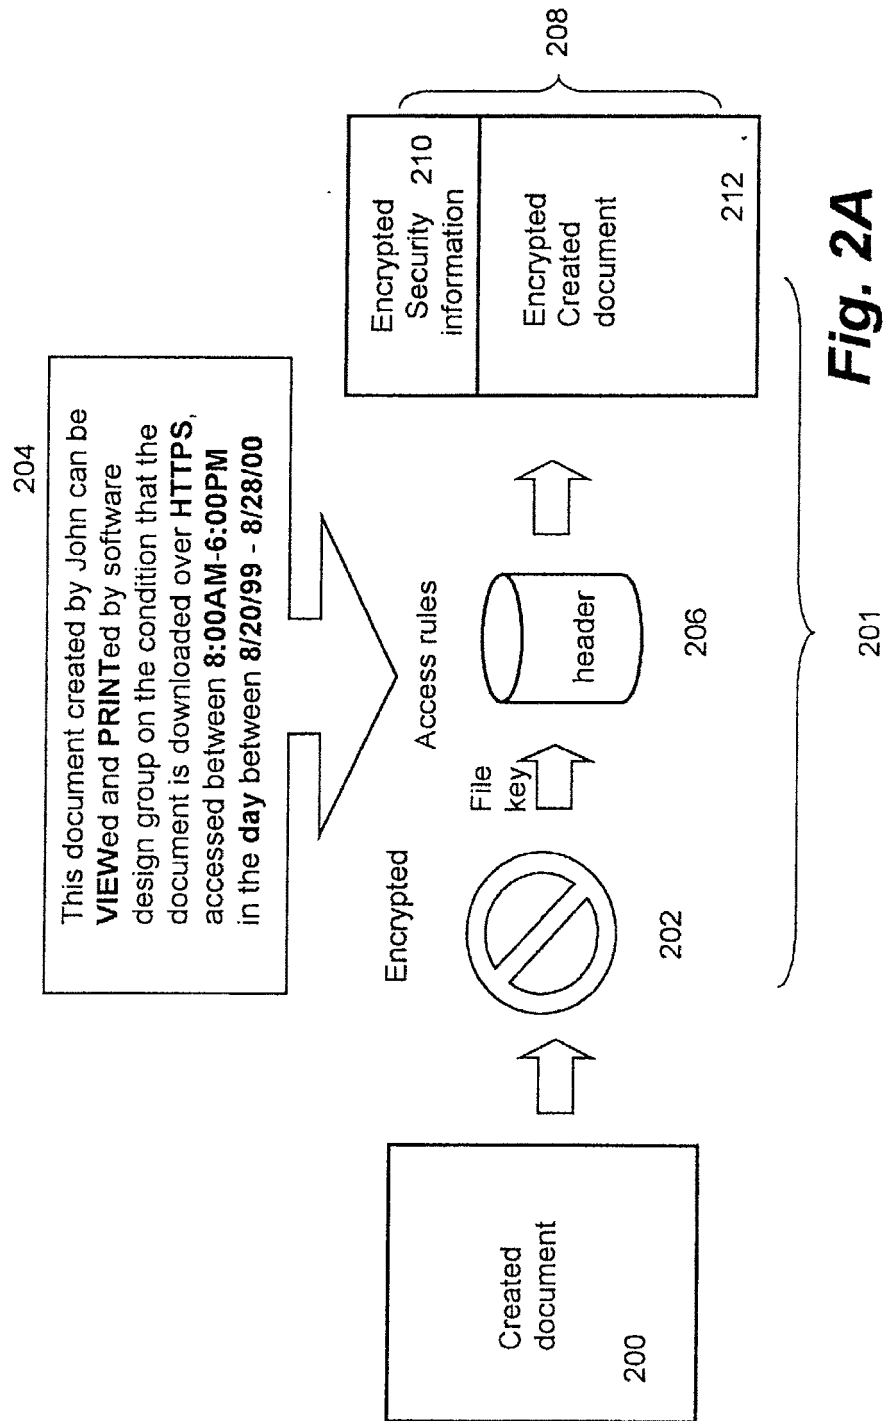 204
This document created by John can be
VIEWed and PRINTed by software
design group on the condition that the
document is downloaded over HTTPS,
accessed between 8:00AM-6:00PM
in the day between 8/20/99 - 8/28/00
Created
document
200
Encrypted
202
File
key
Access rules
header
206
Encrypted
Security 210
information
Encrypted
Created
document
212
208
201
Fig. 2A